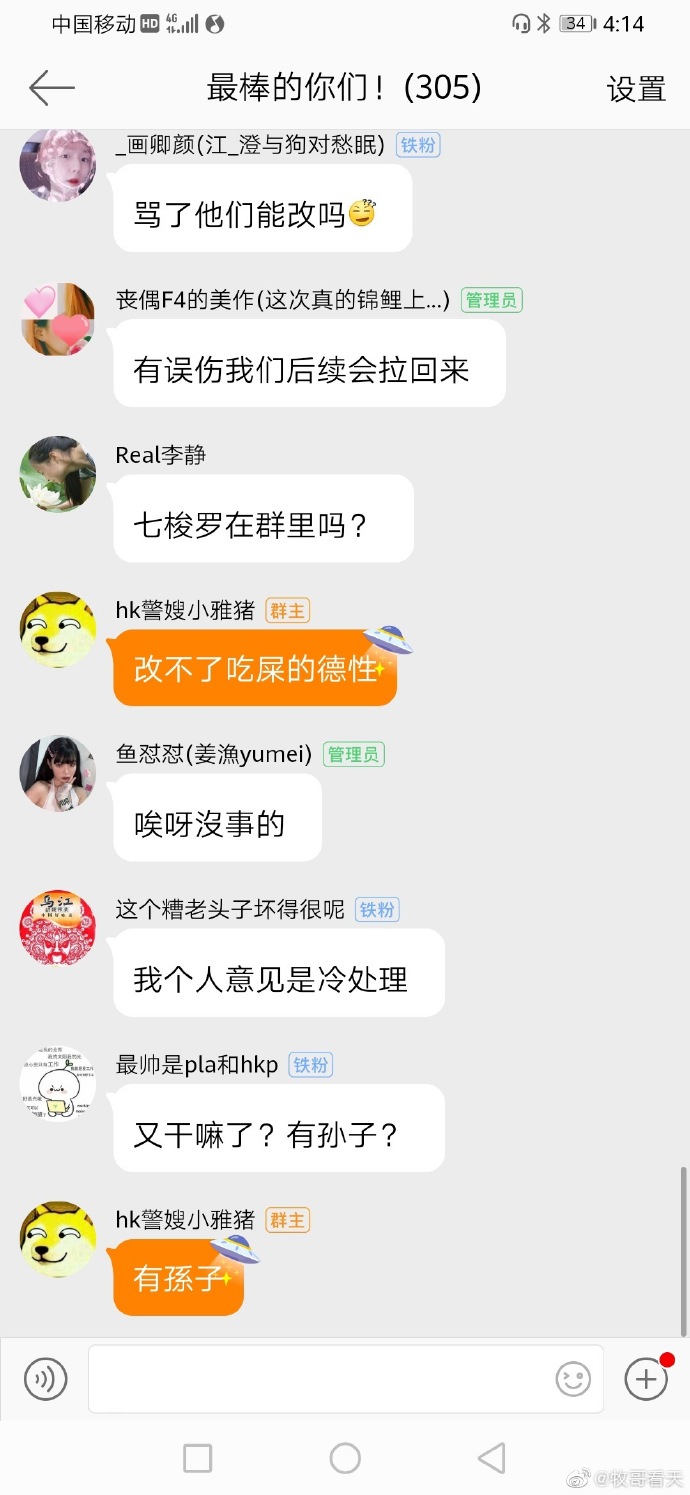 中国移动 HD 4G 34 4:14
最棒的你们！(305) 设置
_画卿颜(江_澄与狗对愁眠) 铁粉
骂了他们能改吗
丧偶F4的美作(这次真的锦鲤上...) 管理员
有误伤我们后续会拉回来
Real李静
七梭罗在群里吗？
hk警嫂小雅猪 群主
改不了吃屎的德性
鱼怼怼(姜渔yumei) 管理员
唉呀沒事的
这个糟老头子坏得很呢 铁粉
乌江
我个人意见是冷处理
最帅是pla和hkp 铁粉
又干嘛了？有孙子？
hk警嫂小雅猪 群主
有孫子
@牧哥看天